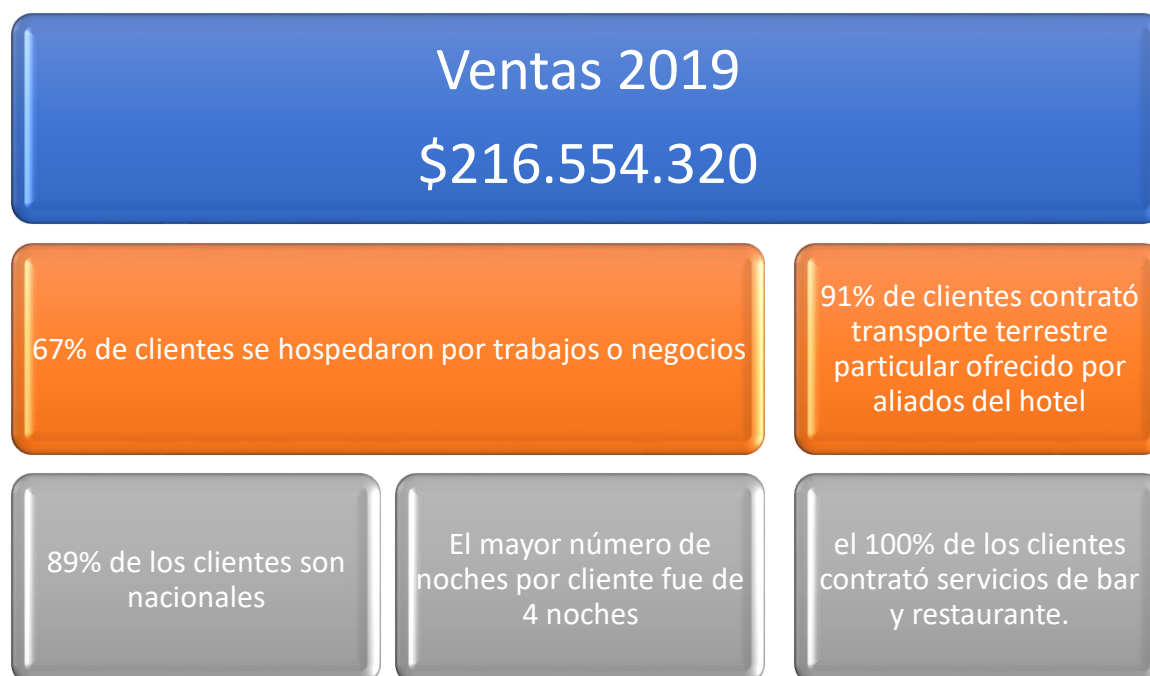 Ventas 2019
$216.554.320
67% de clientes se hospedaron por trabajos o negocios
91% de clientes contrató
transporte terrestre
particular ofrecido por
aliados del hotel
89% de los clientes son
nacionales
El mayor número de
noches por cliente fue de
4 noches
el 100% de los clientes
contrató servicios de bar
y restaurante.